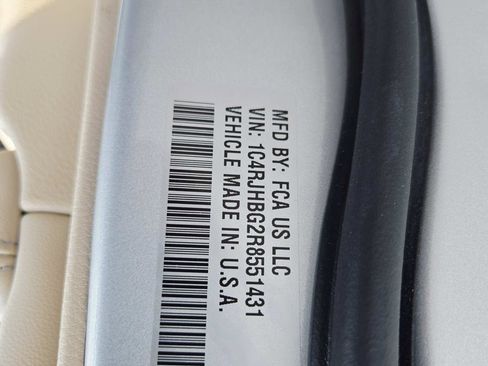 MFD BY: FCA US LLC
VIN: 1C4RJHBG2R8551431
VEHICLE MADE IN: U.S.A.